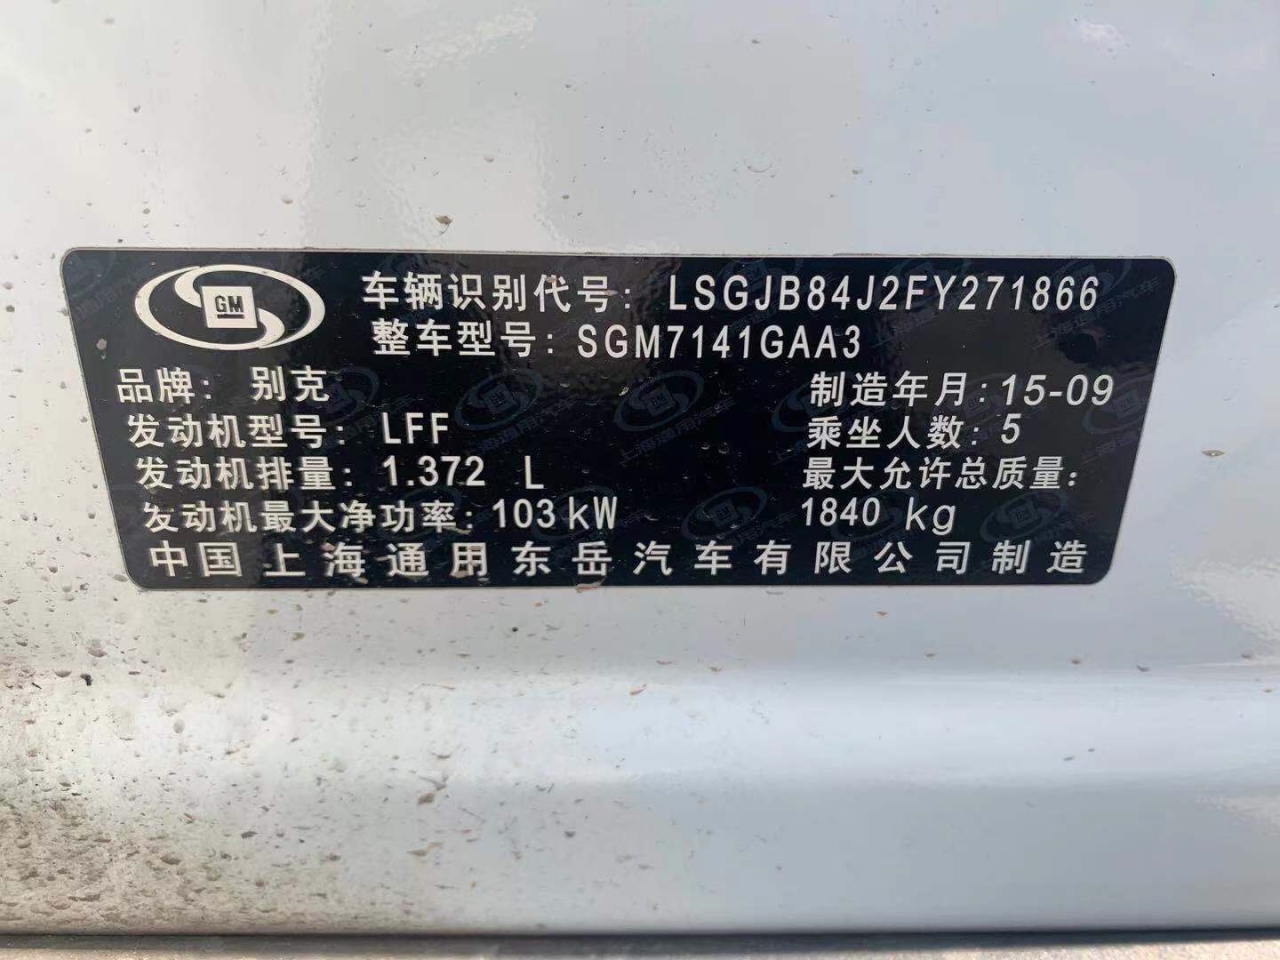 GM
车辆识别代号: LSGJB84J2FY271866
整车型号: SGM7141GAA3
品牌: 别克
制造年月: 15-09
发动机型号: LFF
乘坐人数: 5
发动机排量: 1.372 L
最大允许总质量:
1840 kg
发动机最大净功率: 103 kW
中国上海通用东岳汽车有限公司制造